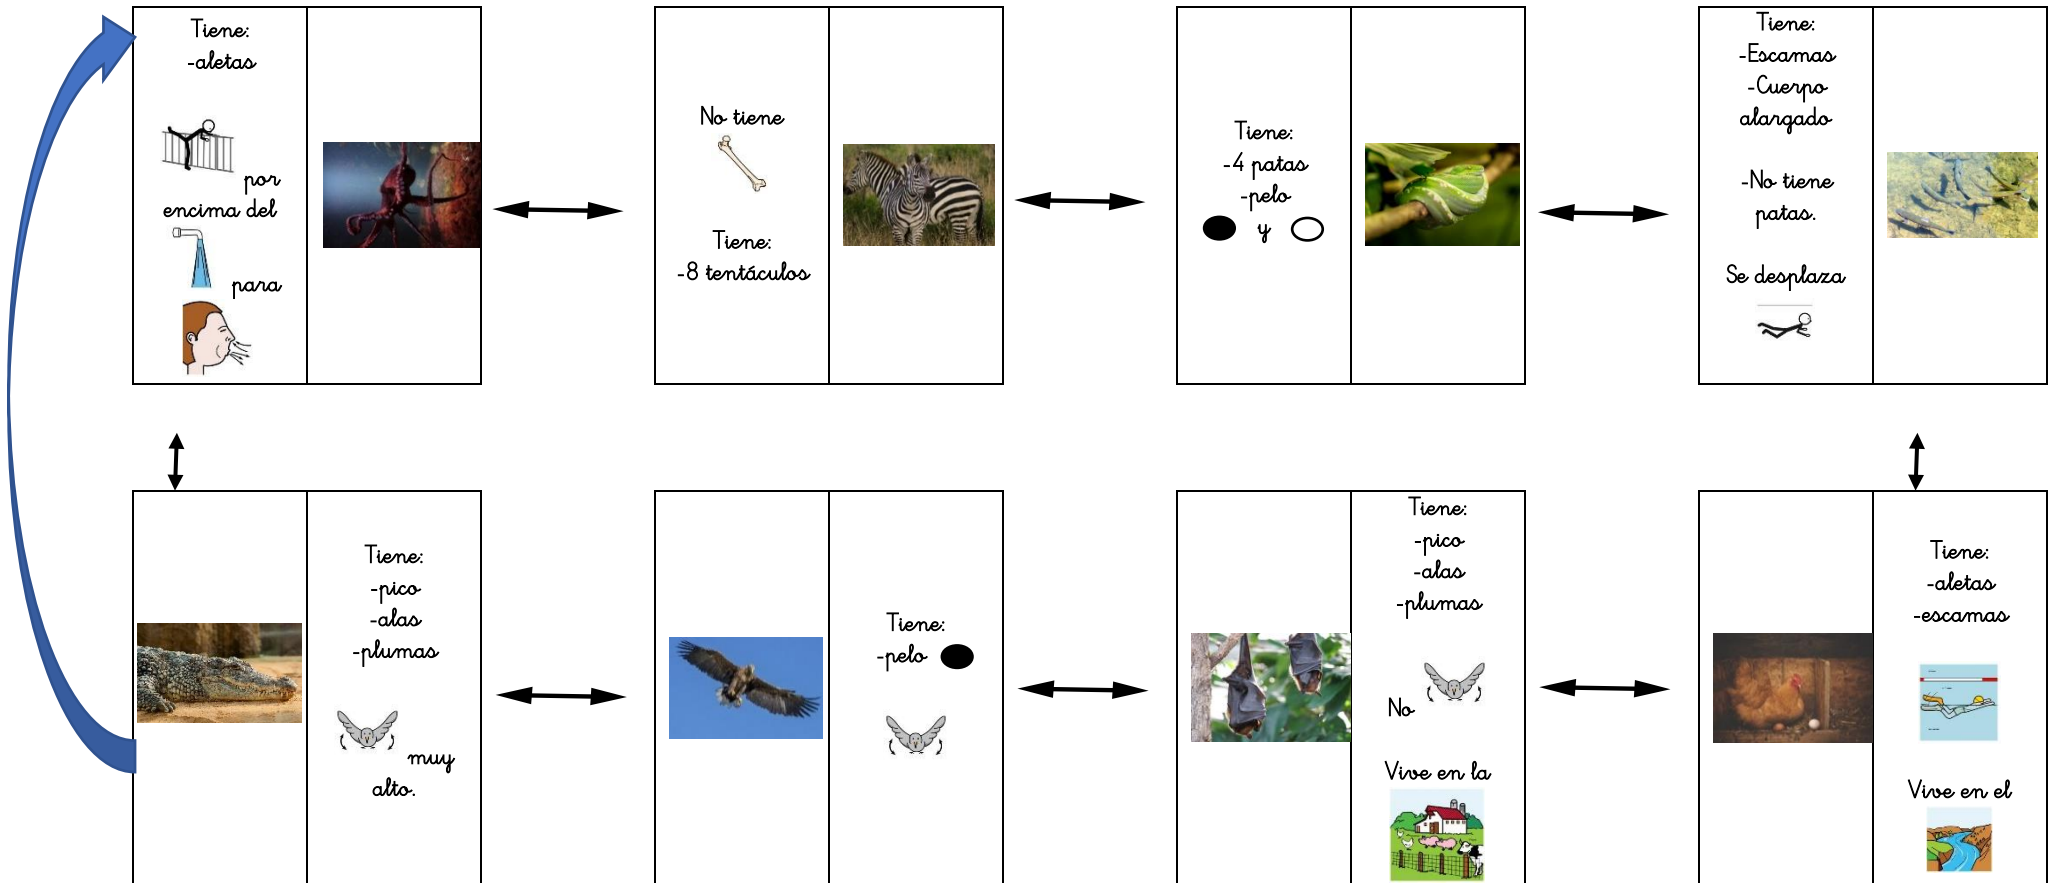 Tiene:
-aletas
por
encima del
para
No tiene
Tiene:
-8 tentáculos
Tiene:
-4 patas
-pelo
y
Tiene:
-Escamas
-Cuerpo
alargado
-No tiene
patas.
Se desplaza
Tiene:
-pico
-alas
-plumas
muy
alto.
Tiene:
-pelo
Tiene:
-pico
-alas
-plumas
No
Vive en la
Tiene:
-aletas
-escamas
Vive en el